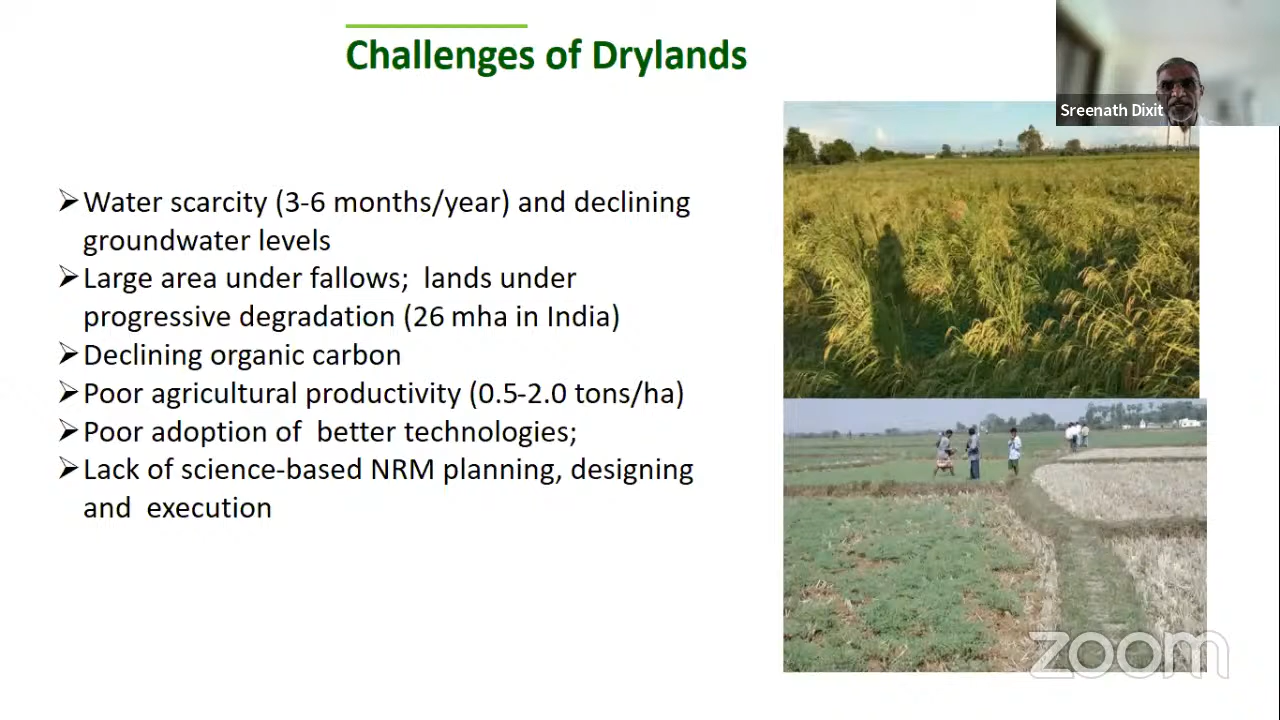 Challenges of Drylands
Sreenath Dixit
➢Water scarcity (3-6 months/year) and declining
groundwater levels
➢Large area under fallows;  lands under
progressive degradation (26 mha in India)
➢Declining organic carbon
➢Poor agricultural productivity (0.5-2.0 tons/ha)
➢Poor adoption of  better technologies;
➢Lack of science-based NRM planning, designing
and  execution
zoom